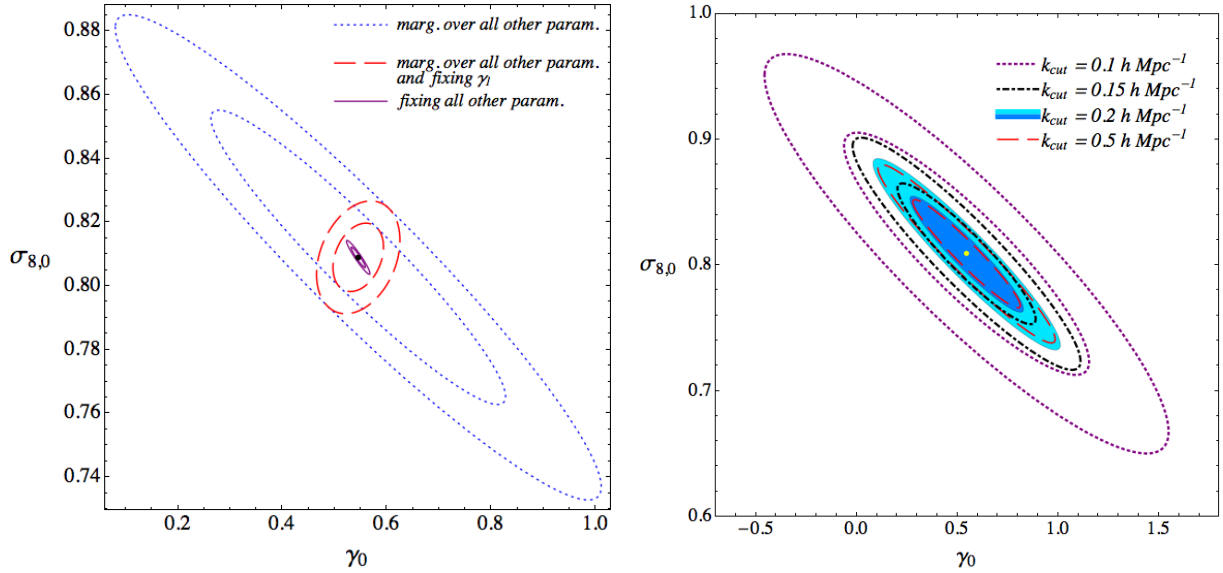 marg. over all other param.
marg. over all other param.
and fixing γ1
fixing all other param.
0.88
0.86
0.84
0.82
0.80
0.78
0.76
0.74
σ8,0
0.2
0.4
0.6
0.8
1.0
γ0
kcut = 0.1 h Mpc−1
kcut = 0.15 h Mpc−1
kcut = 0.2 h Mpc−1
kcut = 0.5 h Mpc−1
1.0
0.9
0.8
0.7
0.6
σ8,0
−0.5
0.0
0.5
1.0
1.5
γ0